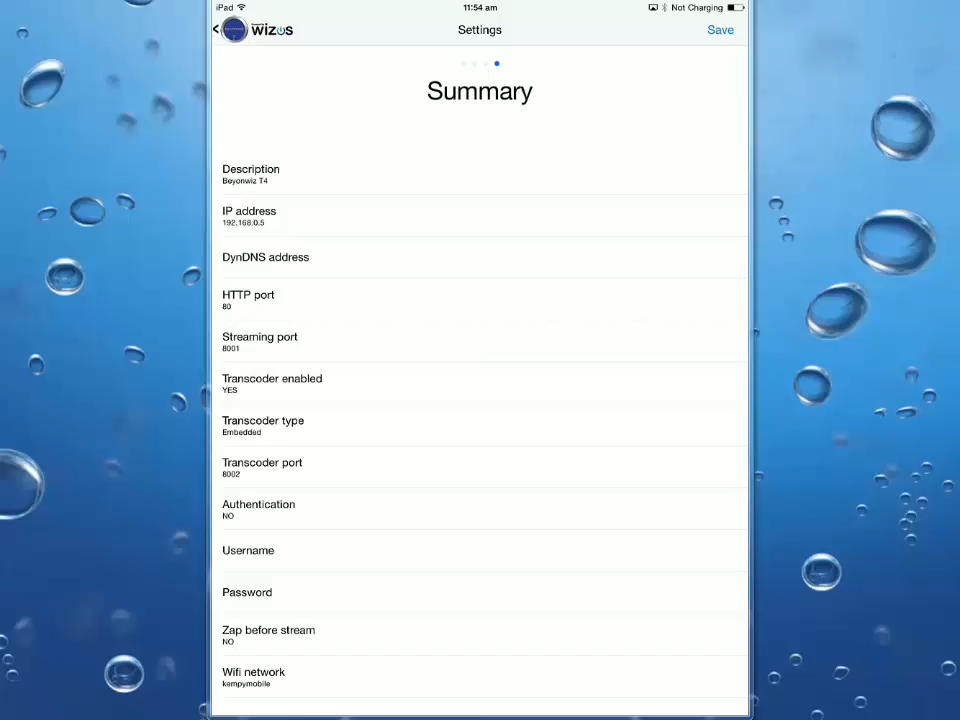 iPad
11:54 am
Not Charging
wizos
Settings
Save
Summary
Description
Beyonwiz T4
IP address
192.168.0.5
DynDNS address
HTTP port
80
Streaming port
8001
Transcoder enabled
YES
Transcoder type
Embedded
Transcoder port
8002
Authentication
NO
Username
Password
Zap before stream
NO
Wifi network
kempymobile